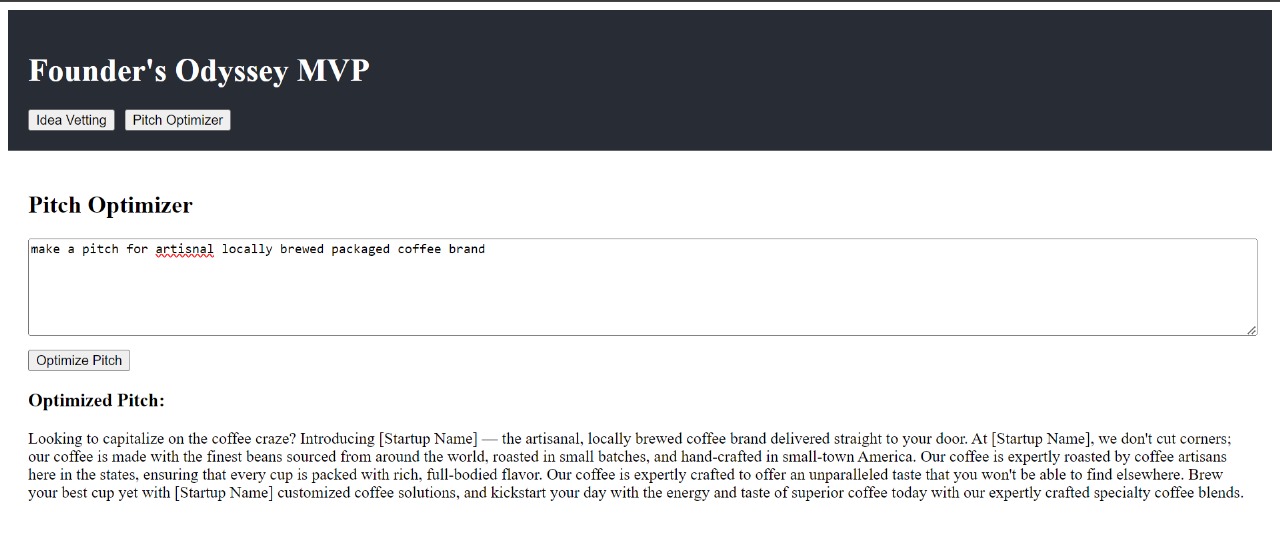 Founder's Odyssey MVP
Idea Vetting Pitch Optimizer
Pitch Optimizer
make a pitch for artisnal locally brewed packaged coffee brand
Optimize Pitch
Optimized Pitch:
Looking to capitalize on the coffee craze? Introducing [Startup Name] — the artisanal, locally brewed coffee brand delivered straight to your door. At [Startup Name], we don't cut corners;
our coffee is made with the finest beans sourced from around the world, roasted in small batches, and hand-crafted in small-town America. Our coffee is expertly roasted by coffee artisans
here in the states, ensuring that every cup is packed with rich, full-bodied flavor. Our coffee is expertly crafted to offer an unparalleled taste that you won't be able to find elsewhere. Brew
your best cup yet with [Startup Name] customized coffee solutions, and kickstart your day with the energy and taste of superior coffee today with our expertly crafted specialty coffee blends.